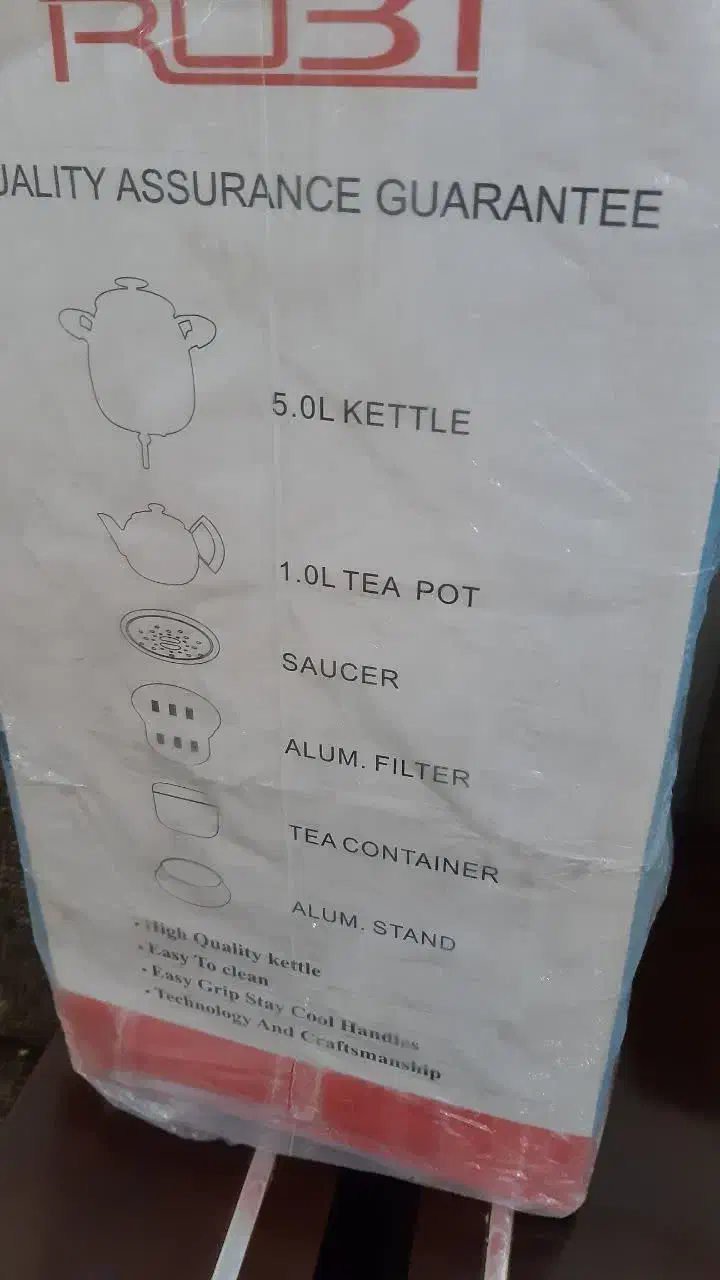 RUBI
UALITY ASSURANCE GUARANTEE
5.0L KETTLE
1.0L TEA POT
SAUCER
ALUM. FILTER
TEA CONTAINER
ALUM. STAND
• High Quality kettle
• Easy To clean
• Easy Grip Stay Cool Handles
• Technology And Craftsmanship